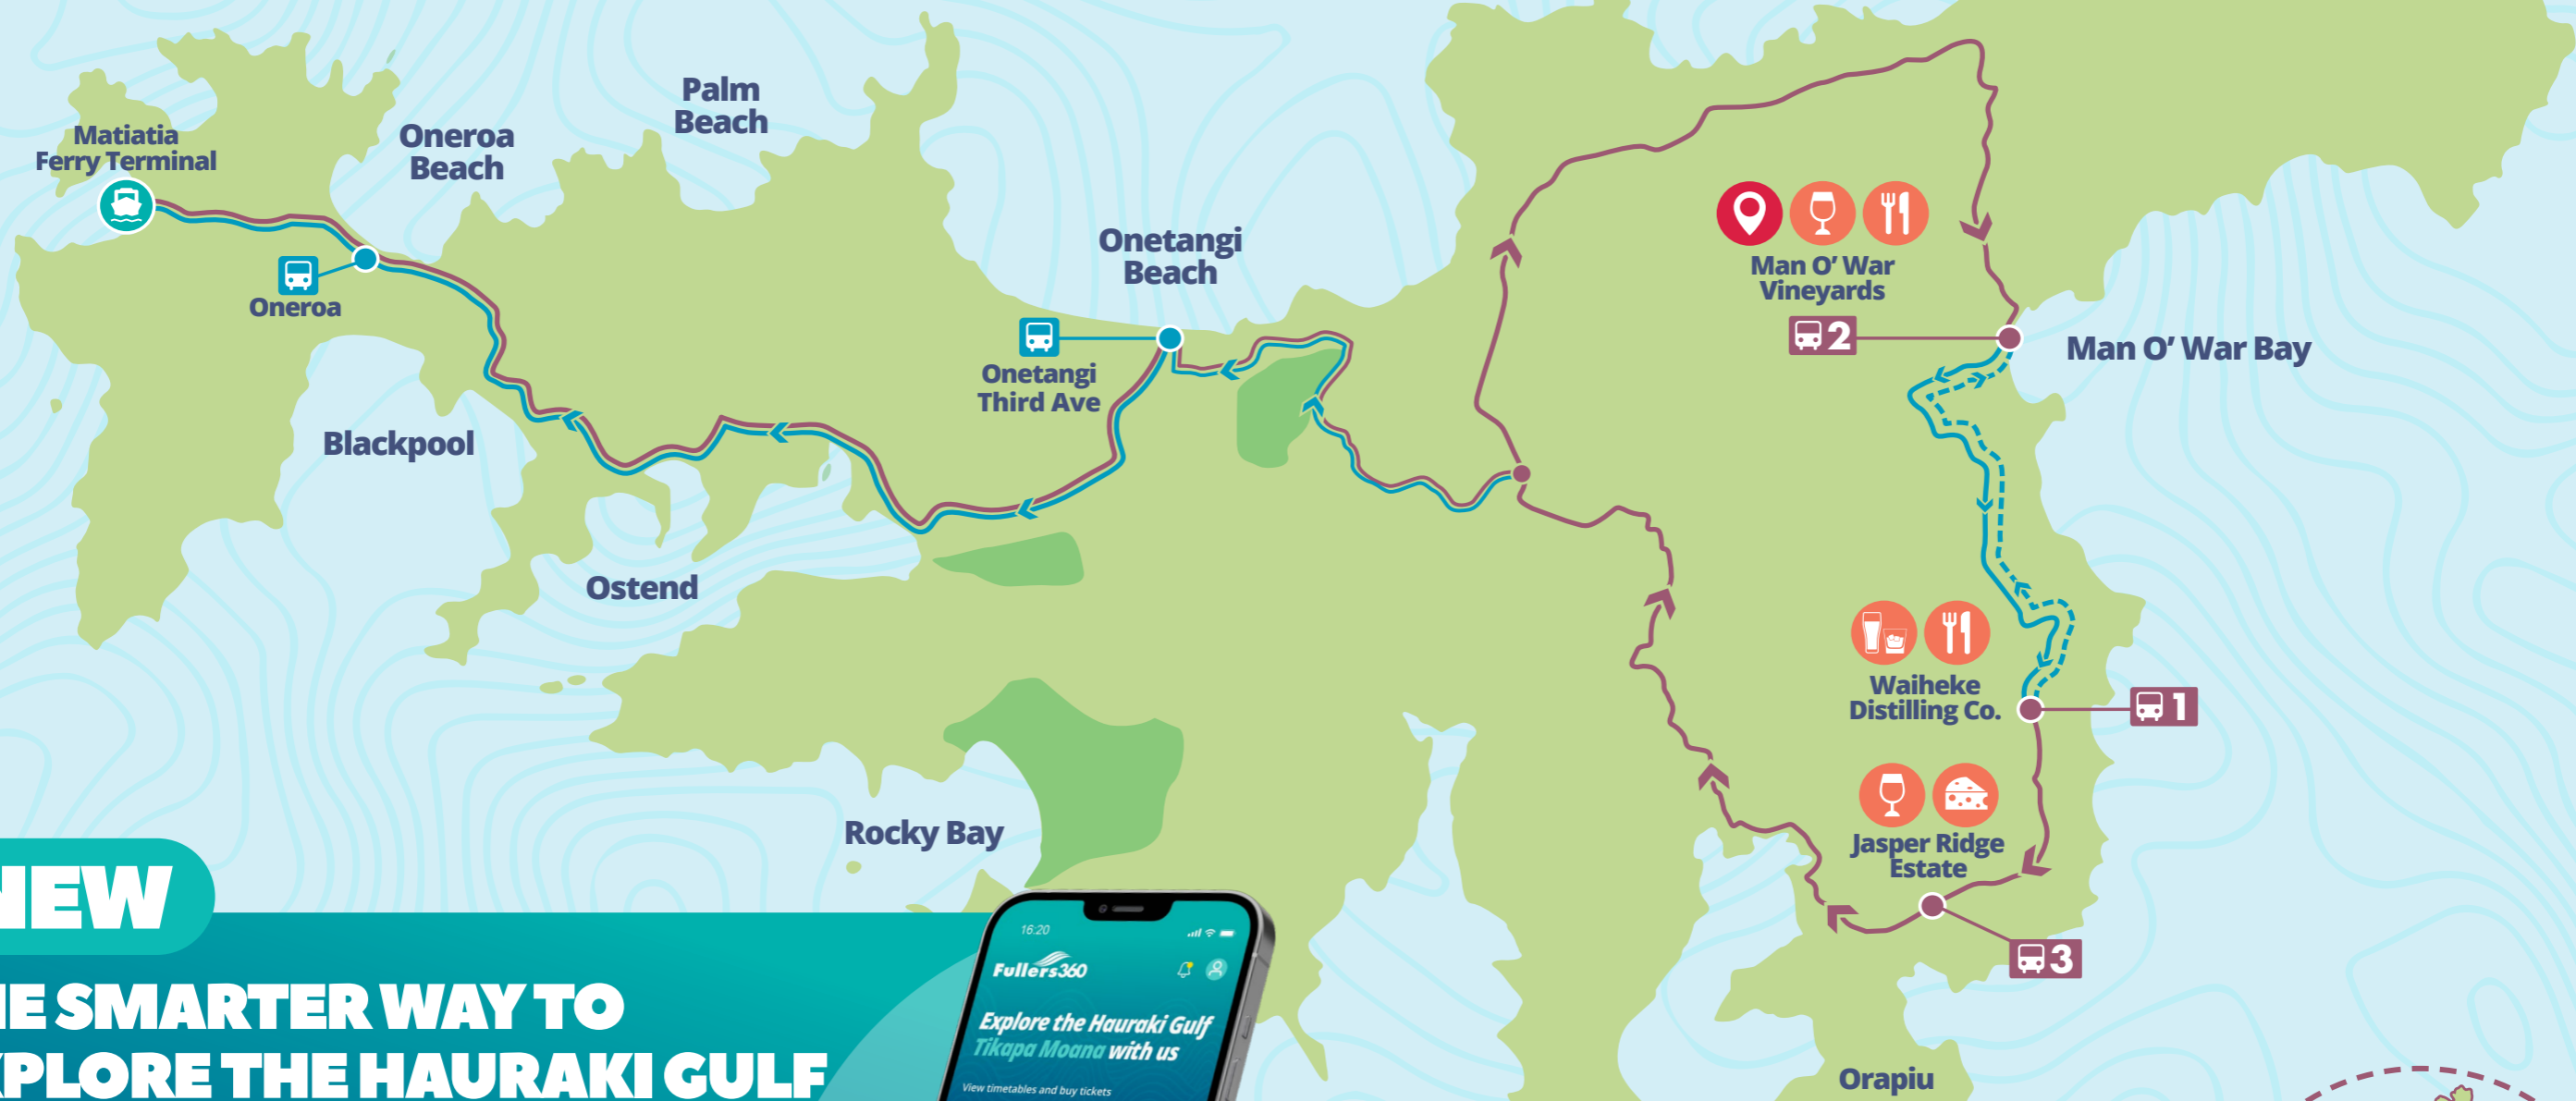 Palm
Beach
Matiatia
Ferry Terminal
Oneroa
Beach
Oneroa
Onetangi
Beach
Onetangi
Third Ave
Man O' War
Vineyards
2
Man O' War Bay
Blackpool
Ostend
Waiheke
Distilling Co.
1
Jasper Ridge
Estate
3
Rocky Bay
Orapiu
NEW
THE SMARTER WAY TO
EXPLORE THE HAURAKI GULF
16:20
Fullers360
Explore the Hauraki Gulf
Tikapa Moana with us
View timetables and buy tickets